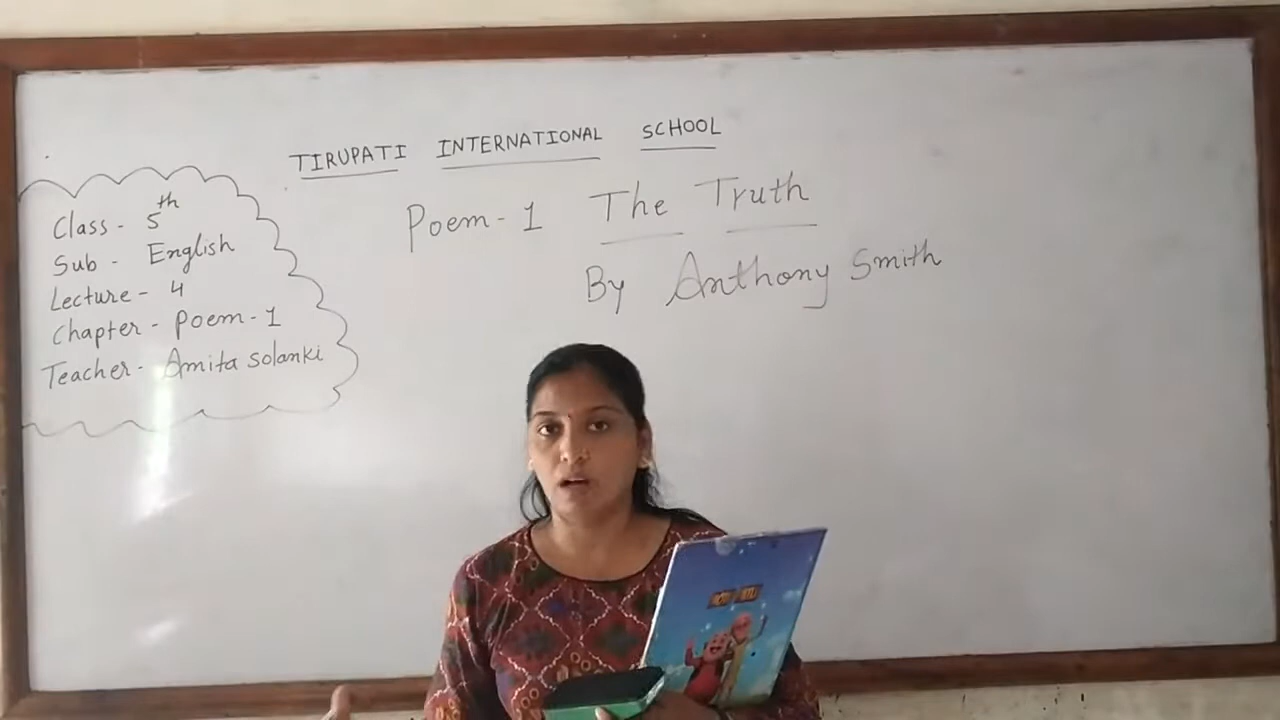 TIRUPATI INTERNATIONAL SCHOOL
Class - 5th
Sub - English
Lecture - 4
Chapter - Poem - 1
Teacher - Amita Solanki
Poem - 1 The Truth
By Anthony Smith